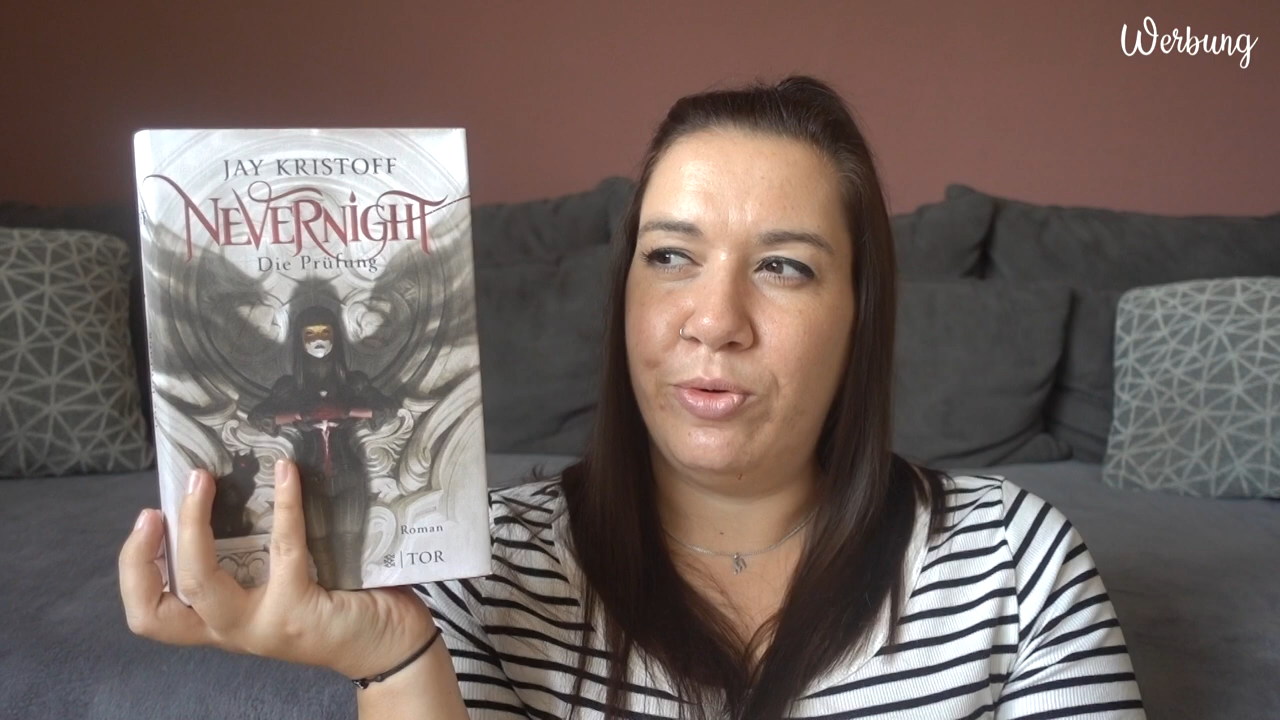 Werbung
JAY KRISTOFF
NEVERNIGHT
Die Prüfung
Roman
TOR